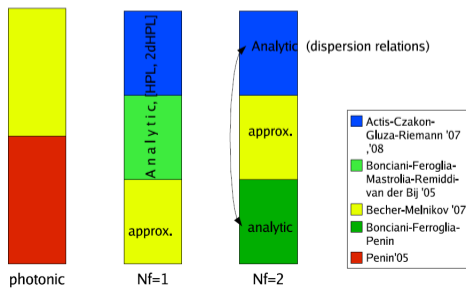 Analytic, [HPL, 2dHPL]
approx.
Analytic (dispersion relations)
approx.
analytic
photonic
Nf=1
Nf=2
Actis-Czakon-
Gluza-Riemann '07
,'08
Bonciani-Feroglia-
Mastrolia-Remiddi-
van der Bij '05
Becher-Melnikov '07
Bonciani-Ferroglia-
Penin
Penin'05